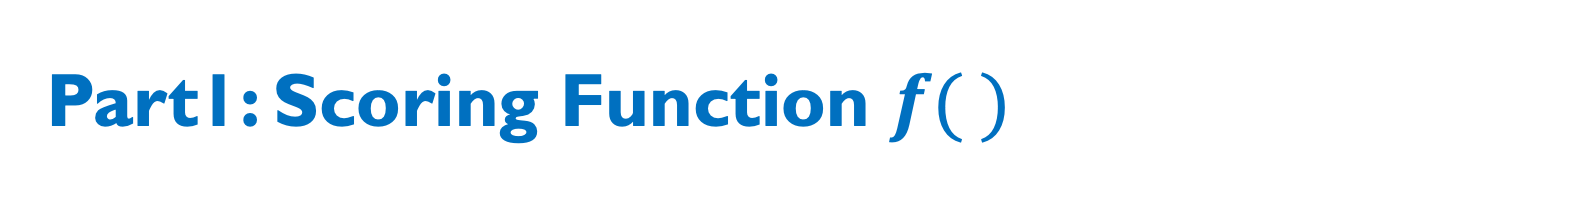 Part1: Scoring Function f( )